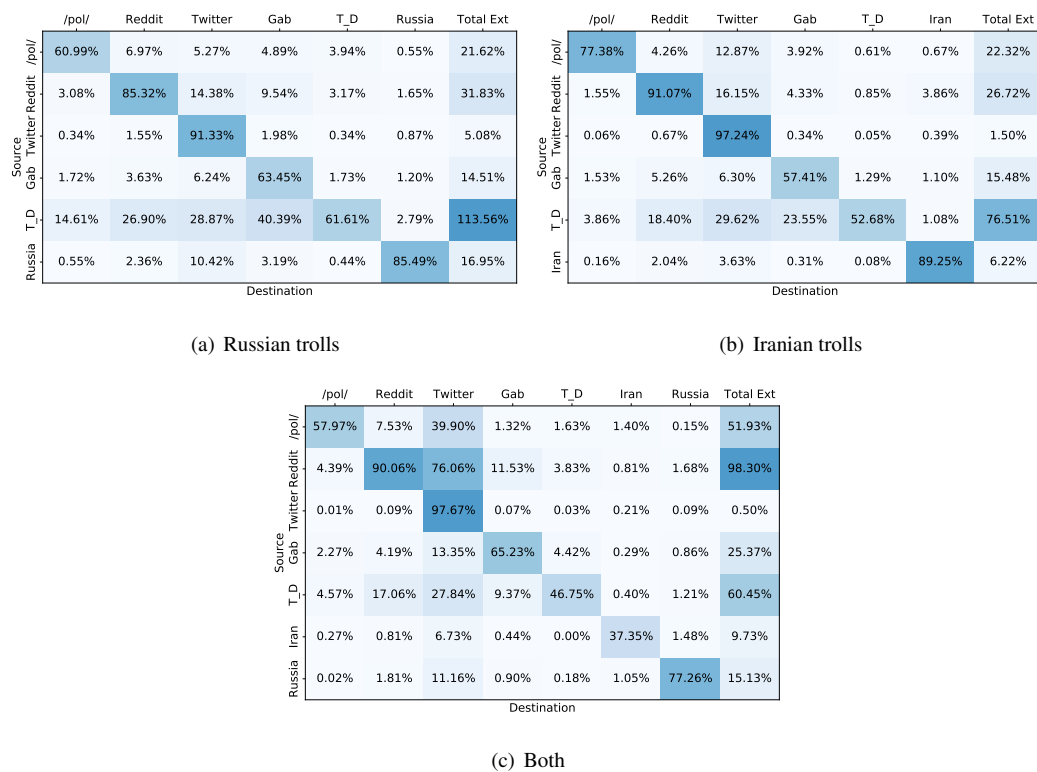 /pol/ Reddit Twitter Gab T_D Russia Total Ext
/pol/ 60.99% 6.97% 5.27% 4.89% 3.94% 0.55% 21.62%
Reddit 3.08% 85.32% 14.38% 9.54% 3.17% 1.65% 31.83%
Twitter 0.34% 1.55% 91.33% 1.98% 0.34% 0.87% 5.08%
Source
Gab 1.72% 3.63% 6.24% 63.45% 1.73% 1.20% 14.51%
T_D 14.61% 26.90% 28.87% 40.39% 61.61% 2.79% 113.56%
Russia 0.55% 2.36% 10.42% 3.19% 0.44% 85.49% 16.95%
Destination
(a) Russian trolls
/pol/ Reddit Twitter Gab T_D Iran Total Ext
/pol/ 77.38% 4.26% 12.87% 3.92% 0.61% 0.67% 22.32%
Reddit 1.55% 91.07% 16.15% 4.33% 0.85% 3.86% 26.72%
Twitter 0.06% 0.67% 97.24% 0.34% 0.05% 0.39% 1.50%
Source
Gab 1.53% 5.26% 6.30% 57.41% 1.29% 1.10% 15.48%
T_D 3.86% 18.40% 29.62% 23.55% 52.68% 1.08% 76.51%
Iran 0.16% 2.04% 3.63% 0.31% 0.08% 89.25% 6.22%
Destination
(b) Iranian trolls
/pol/ Reddit Twitter Gab T_D Iran Russia Total Ext
/pol/ 57.97% 7.53% 39.90% 1.32% 1.63% 1.40% 0.15% 51.93%
Reddit 4.39% 90.06% 76.06% 11.53% 3.83% 0.81% 1.68% 98.30%
Twitter 0.01% 0.09% 97.67% 0.07% 0.03% 0.21% 0.09% 0.50%
Source
Gab 2.27% 4.19% 13.35% 65.23% 4.42% 0.29% 0.86% 25.37%
T_D 4.57% 17.06% 27.84% 9.37% 46.75% 0.40% 1.21% 60.45%
Iran 0.27% 0.81% 6.73% 0.44% 0.00% 37.35% 1.48% 9.73%
Russia 0.02% 1.81% 11.16% 0.90% 0.18% 1.05% 77.26% 15.13%
Destination
(c) Both